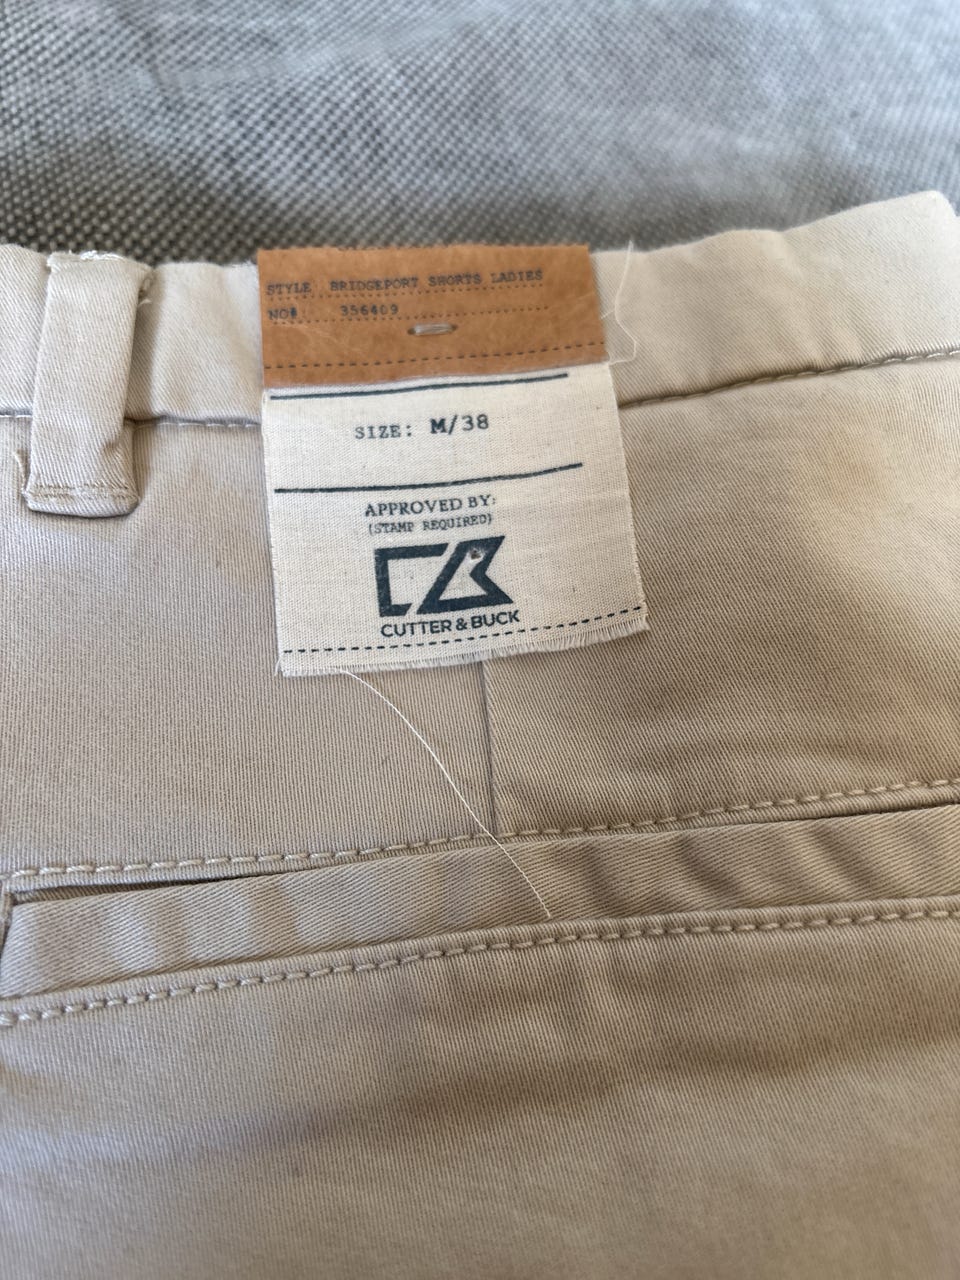 STYLE BRIDGEPORT SHORTS LADIES
NO# 356409
SIZE: M/38
APPROVED BY:
(STAMP REQUIRED)
CB
CUTTER & BUCK